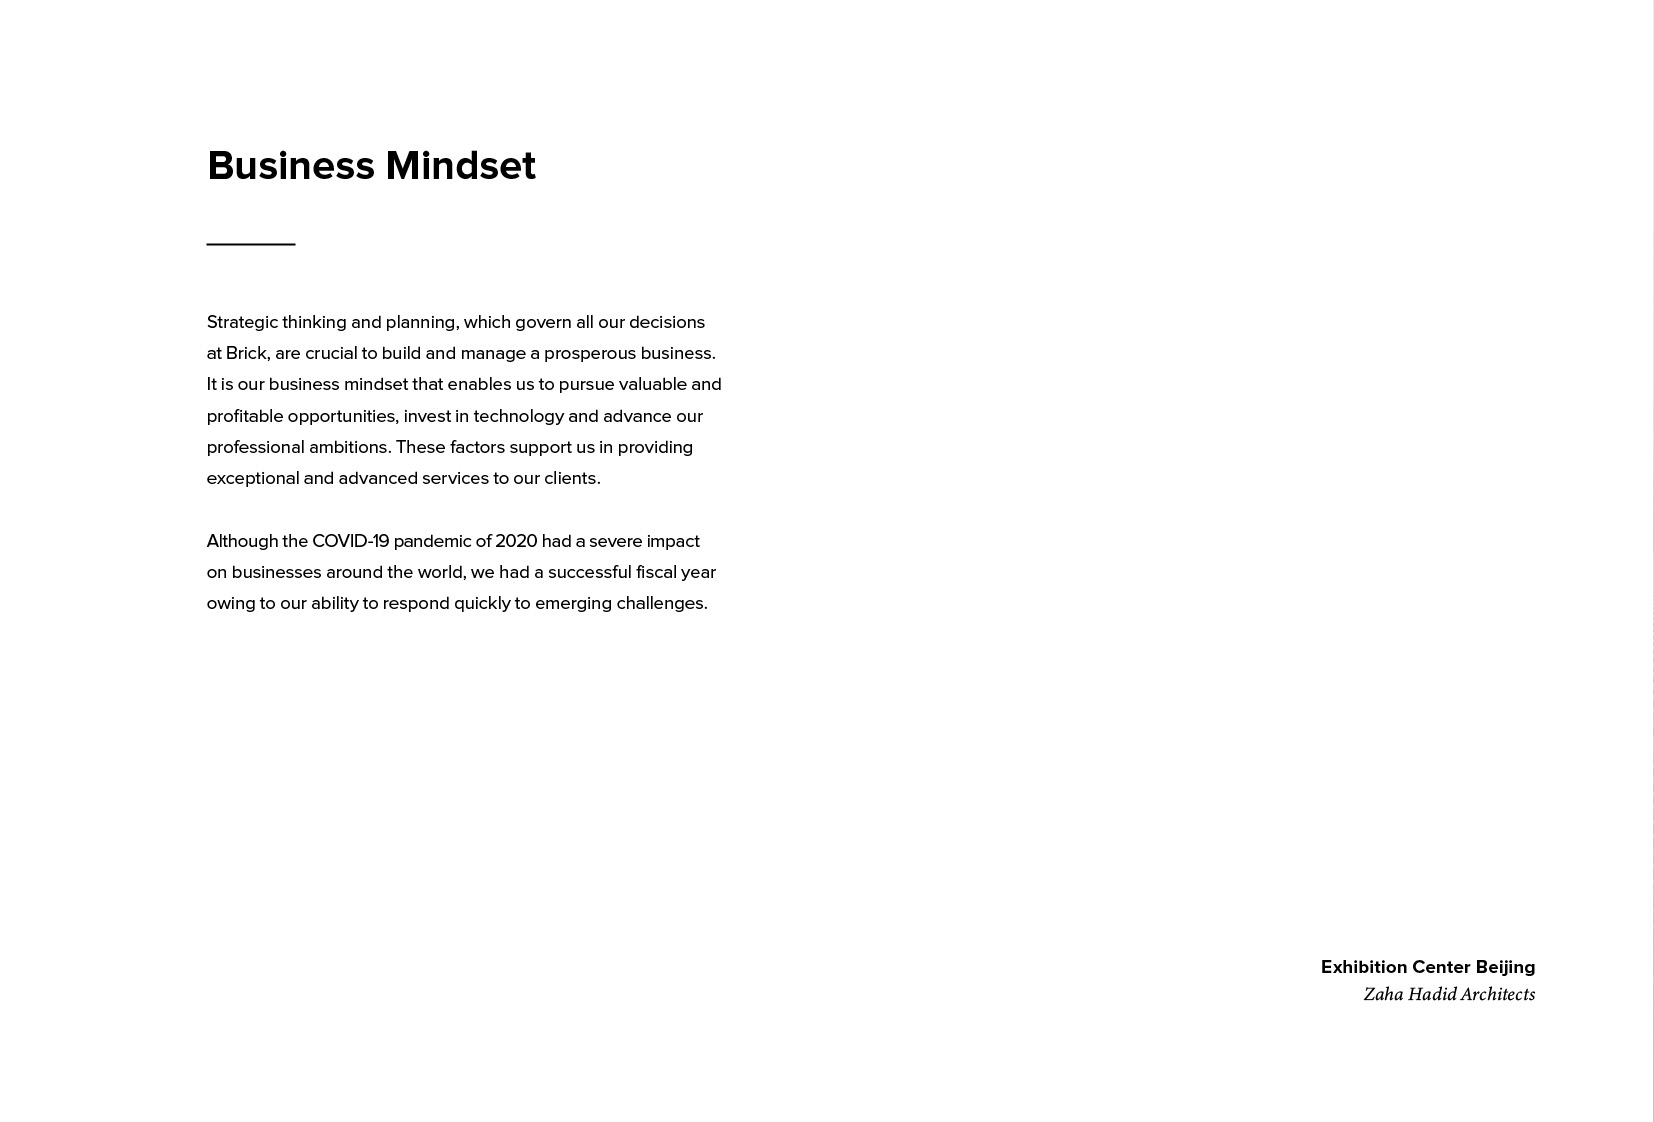 Business Mindset
Strategic thinking and planning, which govern all our decisions
at Brick, are crucial to build and manage a prosperous business.
It is our business mindset that enables us to pursue valuable and
profitable opportunities, invest in technology and advance our
professional ambitions. These factors support us in providing
exceptional and advanced services to our clients.
Although the COVID-19 pandemic of 2020 had a severe impact
on businesses around the world, we had a successful fiscal year
owing to our ability to respond quickly to emerging challenges.
Exhibition Center Beijing
Zaha Hadid Architects